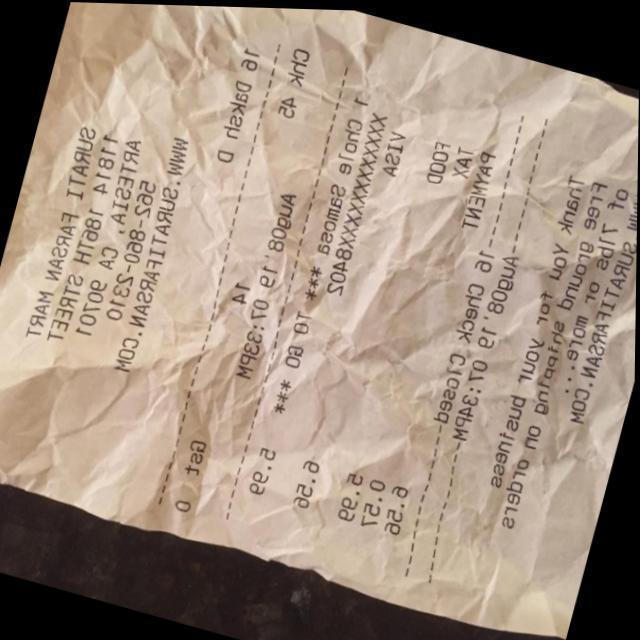 SURATI FARSAN MART
11814 186TH STREET
ARTESIA, CA 90701
562-860-2310
WWW.SURATIFARSAN.COM
16 Daksh D
Chk 45 14 Gst 0
Aug08'19 07:33PM
*** TO GO ***
1 Chole Samosa 5.99
XXXXXXXXXXXX8402
VISA 6.56
FOOD 5.99
TAX 0.57
PAYMENT 6.56
16 Check Closed
Aug08'19 07:34PM
Thank you for your business
Free ground shipping on orders
of 7 lbs or more...
SURATIFARSAN.COM